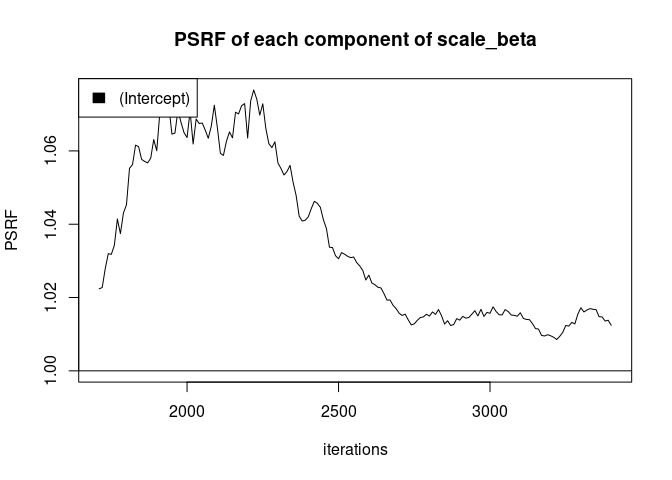 PSRF of each component of scale_beta
(Intercept)
PSRF
1.06
1.04
1.02
1.00
2000 2500 3000
iterations